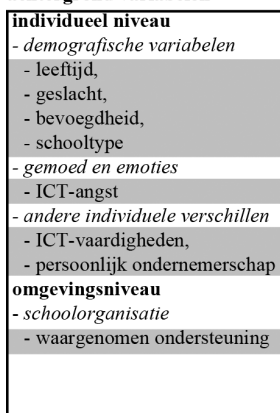 individueel niveau
- demografische variabelen
- leeftijd,
- geslacht,
- bevoegdheid,
- schooltype
- gemoed en emoties
- ICT-angst
- andere individuele verschillen
- ICT-vaardigheden,
- persoonlijk ondernemerschap
omgevingsniveau
- schoolorganisatie
- waargenomen ondersteuning